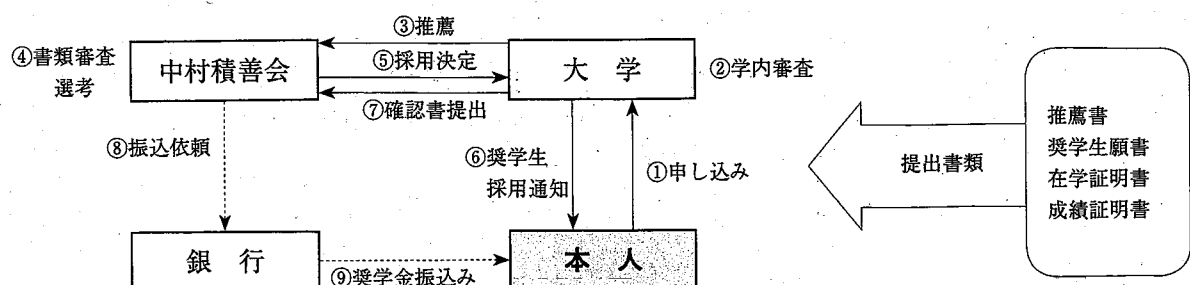 ③推薦
④書類審査
選考
中村積善会
⑤採用決定
大学
②学内審査
⑦確認書提出
⑧振込依頼
⑥奨学生
採用通知
①申し込み
提出書類
推薦書
奨学生願書
在学証明書
成績証明書
銀行
⑨奨学金振込み
本人